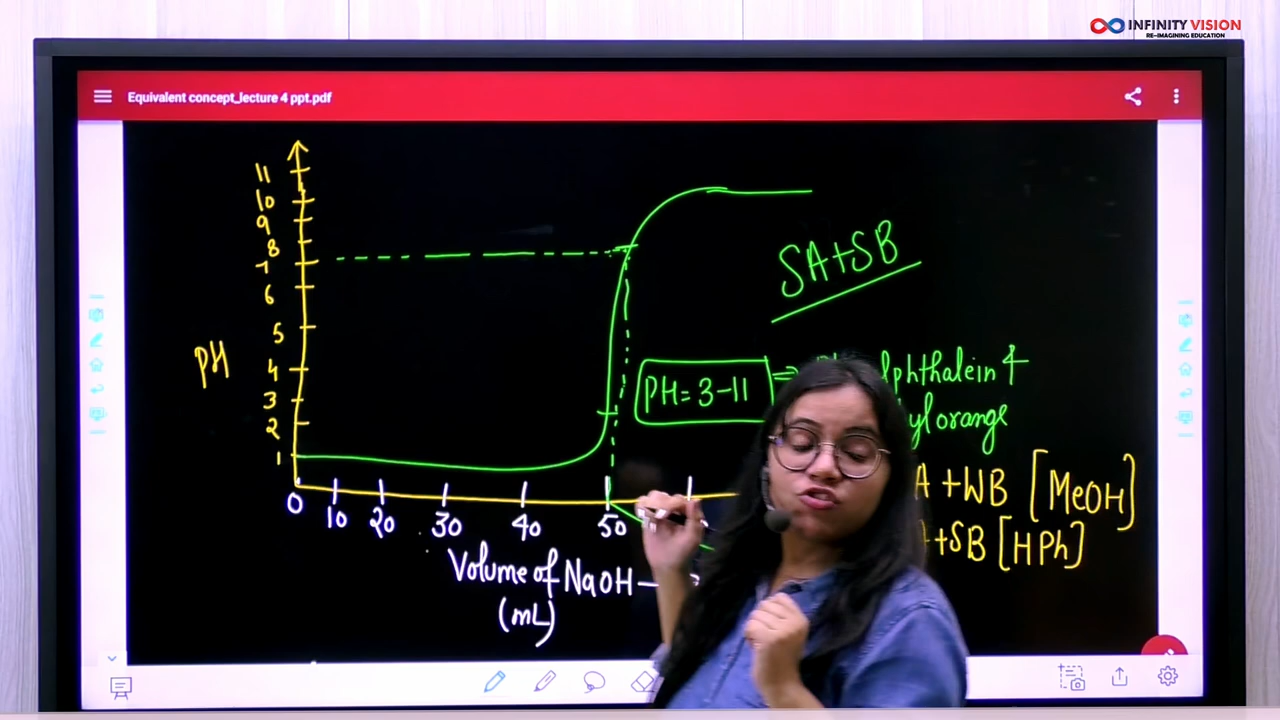 INFINITY VISION
RE-IMAGINING EDUCATION
Equivalent concept_lecture 4 ppt.pdf
11
10
9
8
7
6
5
4
3
2
1
PH
SA+SB
PH= 3-11 ⇒
0
10
20
30
40
50
Volume of NaOH
(mL)
+WB [MeOH]
+SB [HPh]